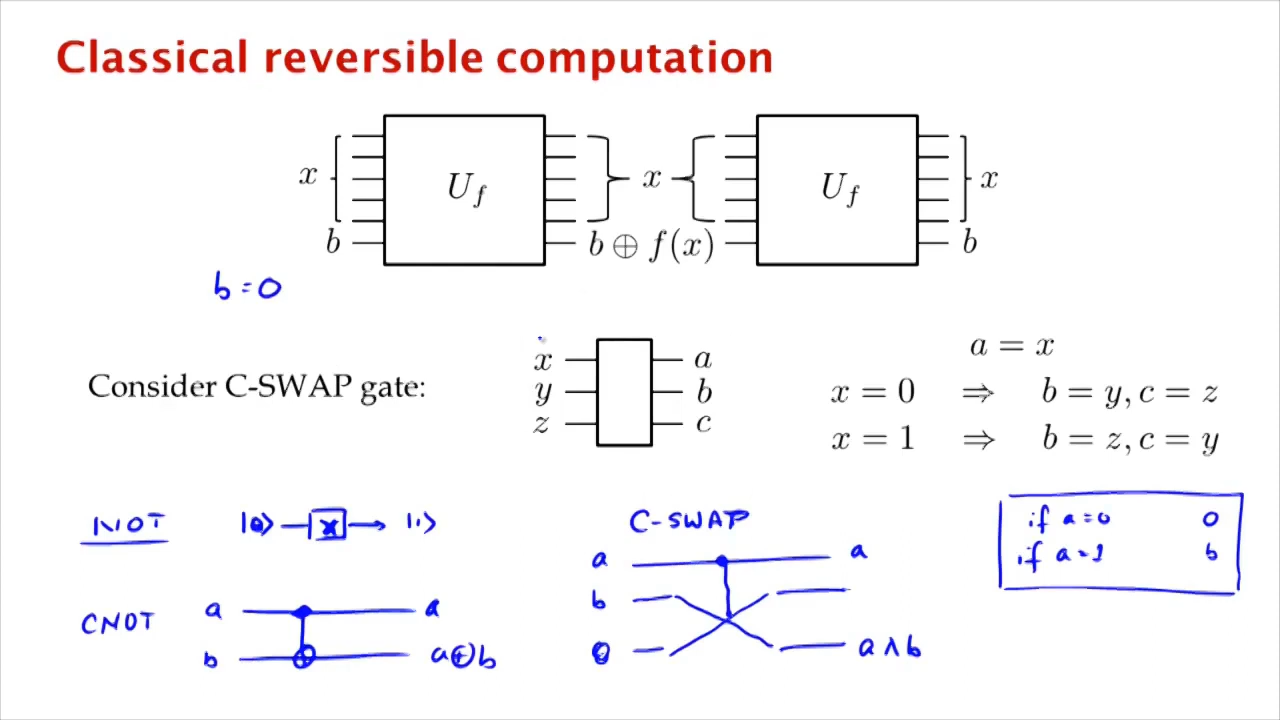 Classical reversible computation
x U_f x U_f x
b b ⊕ f(x) b
b = 0
Consider C-SWAP gate:
x a
y b
z c
a = x
x = 0 ⇒ b = y, c = z
x = 1 ⇒ b = z, c = y
NOT |0⟩ X |1⟩
CNOT
a a
b a⊕b
C-SWAP
a a
b
0 a ∧ b
if a=0 0
if a=1 b